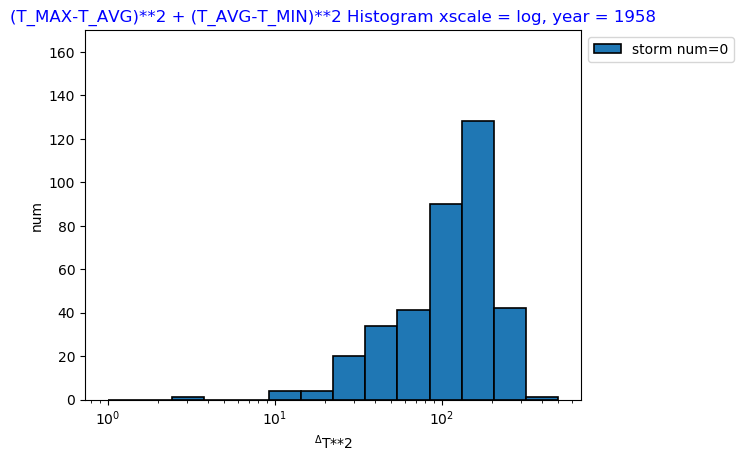 (T_MAX-T_AVG)**2 + (T_AVG-T_MIN)**2 Histogram xscale = log, year = 1958
storm num=0
160
140
120
100
80
60
40
20
0
num
10⁰ 10¹ 10²
ᐞT**2